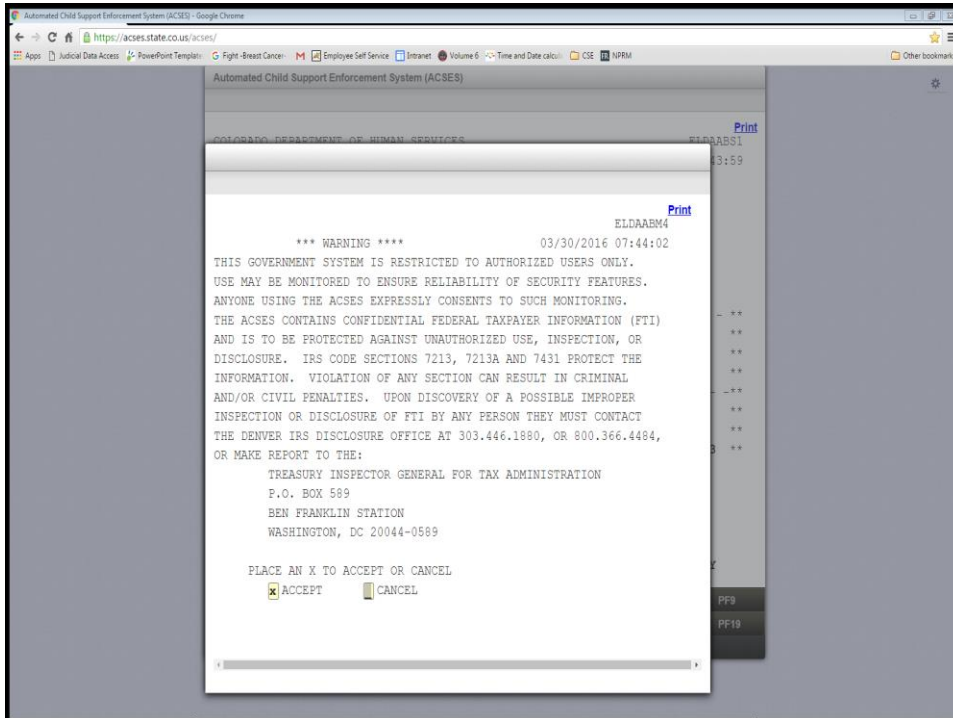 Automated Child Support Enforcement System (ACSES) - Google Chrome
https://acses.state.co.us/acses/
Apps Judicial Data Access PowerPoint Templat Fight -Breast Cancer- Employee Self Service Intranet Volume 6 Time and Date calcul CSE NPRM Other bookmark
Automated Child Support Enforcement System (ACSES)
Print
COLORADO DEPARTMENT OF HUMAN SERVICES ELDAABS1
43:59
Print
ELDAABM4
*** WARNING **** 03/30/2016 07:44:02
THIS GOVERNMENT SYSTEM IS RESTRICTED TO AUTHORIZED USERS ONLY.
USE MAY BE MONITORED TO ENSURE RELIABILITY OF SECURITY FEATURES.
ANYONE USING THE ACSES EXPRESSLY CONSENTS TO SUCH MONITORING.
THE ACSES CONTAINS CONFIDENTIAL FEDERAL TAXPAYER INFORMATION (FTI)
AND IS TO BE PROTECTED AGAINST UNAUTHORIZED USE, INSPECTION, OR
DISCLOSURE. IRS CODE SECTIONS 7213, 7213A AND 7431 PROTECT THE
INFORMATION. VIOLATION OF ANY SECTION CAN RESULT IN CRIMINAL
AND/OR CIVIL PENALTIES. UPON DISCOVERY OF A POSSIBLE IMPROPER
INSPECTION OR DISCLOSURE OF FTI BY ANY PERSON THEY MUST CONTACT
THE DENVER IRS DISCLOSURE OFFICE AT 303.446.1880, OR 800.366.4484,
OR MAKE REPORT TO THE:
TREASURY INSPECTOR GENERAL FOR TAX ADMINISTRATION
P.O. BOX 589
BEN FRANKLIN STATION
WASHINGTON, DC 20044-0589
PLACE AN X TO ACCEPT OR CANCEL
x ACCEPT CANCEL
_ **
**
**
**
_ _**
**
**
3 **
Y
PF9
PF19